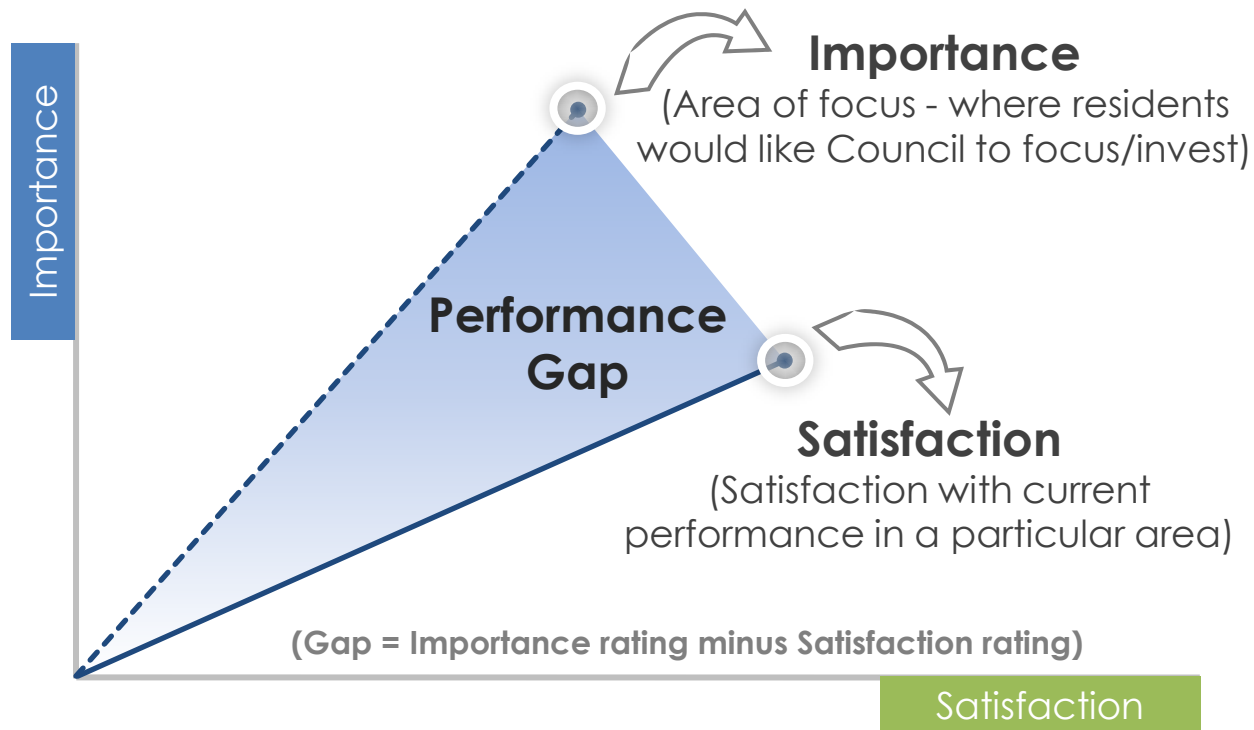 Importance
Importance
(Area of focus - where residents
would like Council to focus/invest)
Performance
Gap
Satisfaction
(Satisfaction with current
performance in a particular area)
(Gap = Importance rating minus Satisfaction rating)
Satisfaction